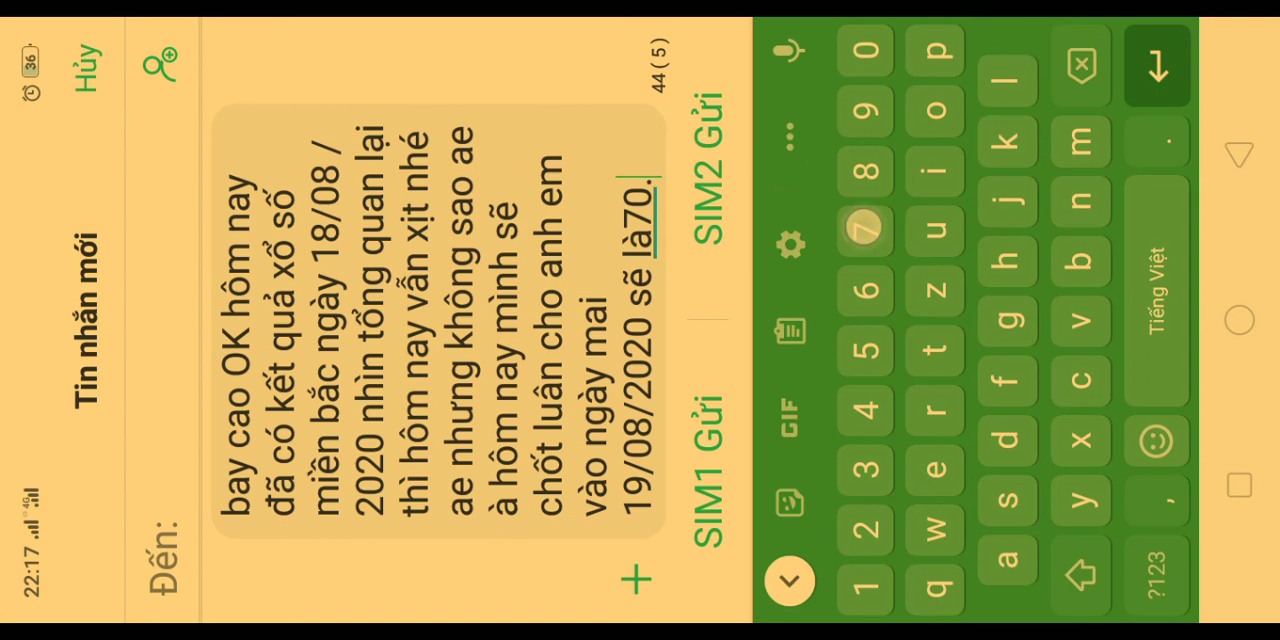 22:17
4G
36
Tin nhắn mới
Hủy
Đến:
bay cao OK hôm nay
đã có kết quả xổ số
miền bắc ngày 18/08 /
2020 nhìn tổng quan lại
thì hôm nay vẫn xịt nhé
ae nhưng không sao ae
à hôm nay mình sẽ
chốt luân cho anh em
vào ngày mai
19/08/2020 sẽ là70.
44 ( 5 )
SIM1 Gửi
SIM2 Gửi
GIF
1 2 3 4 5 6 7 8 9 0
q w e r t z u i o p
a s d f g h j k l
y x c v b n m
?123 , Tiếng Việt .